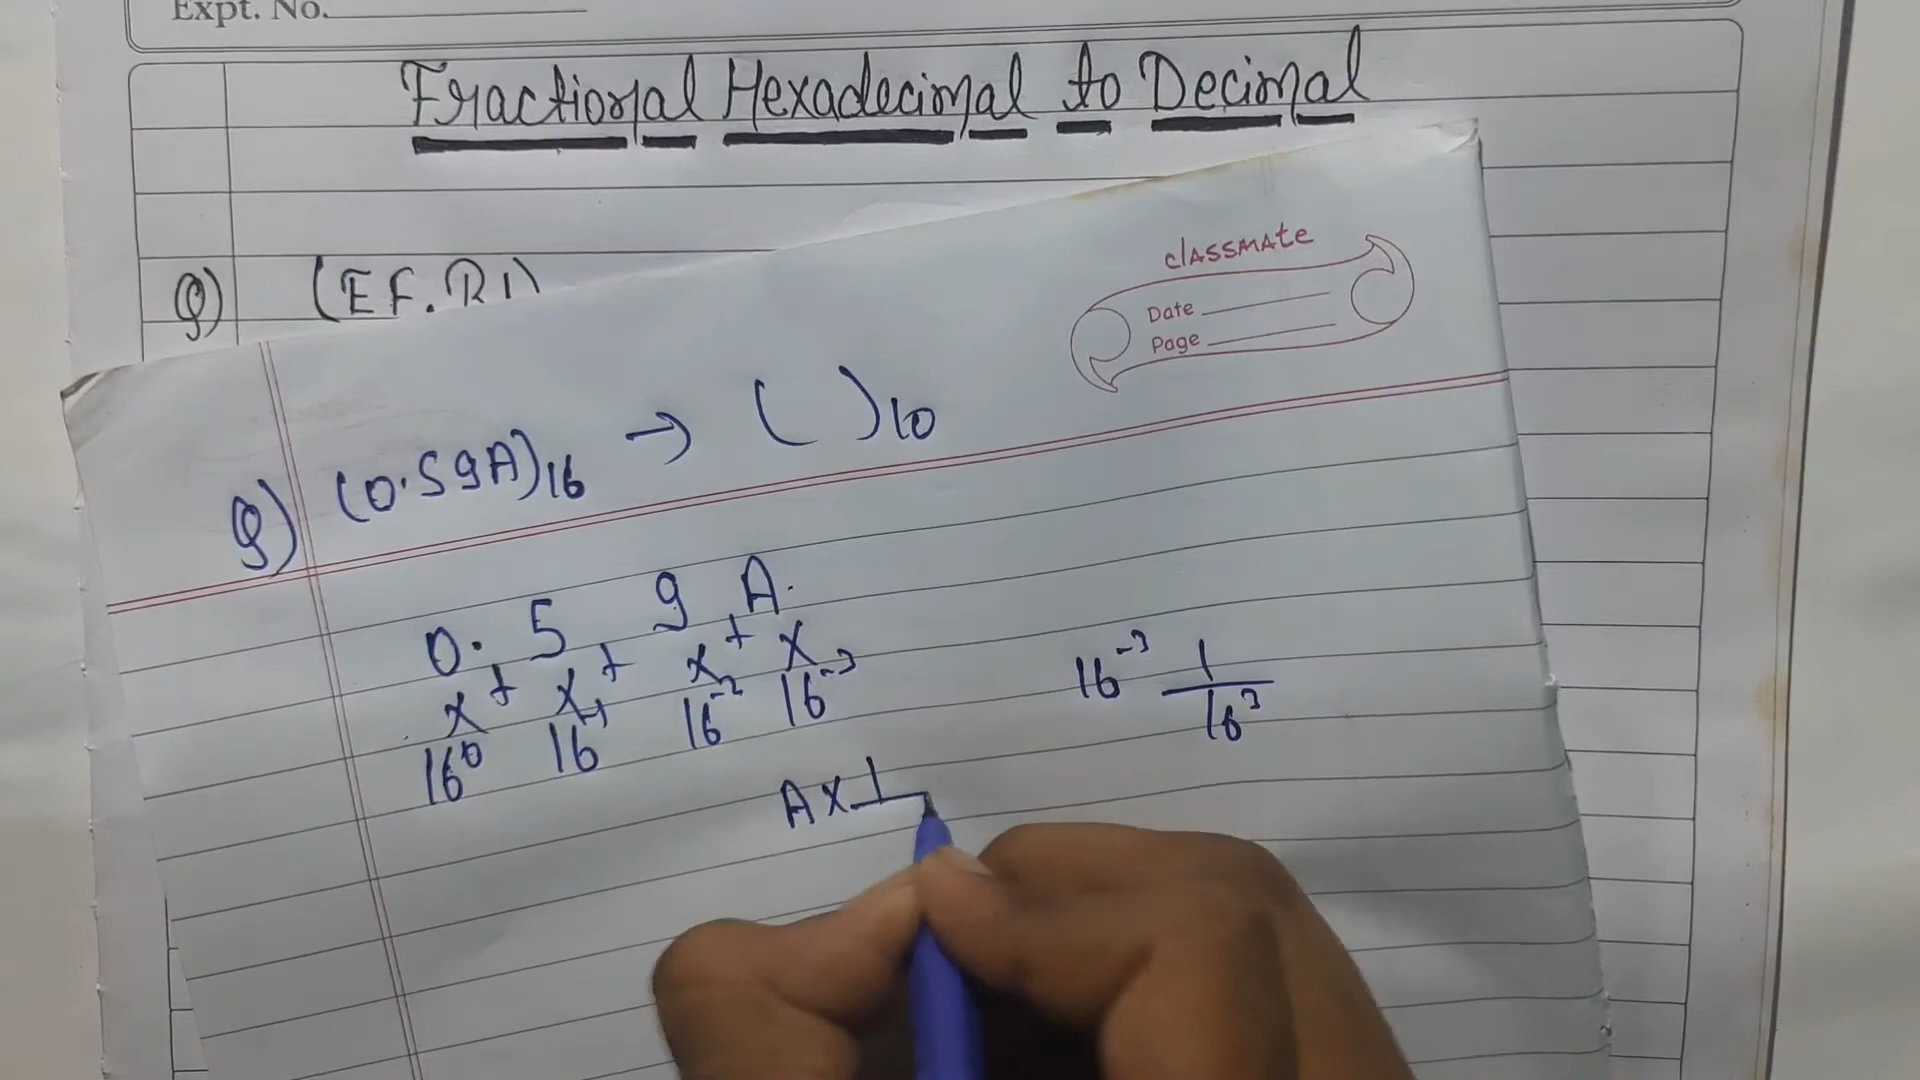 Expt. No.
Fractional Hexadecimal to Decimal
Q) (EF.B1)
classmate
Date
Page
Q) (0.59A)₁₆ → ( )₁₀
0. 5 9 A.
x + x + x + x
16⁰ 16⁻¹ 16⁻² 16⁻³
16⁻³ 1
16³
A x 1